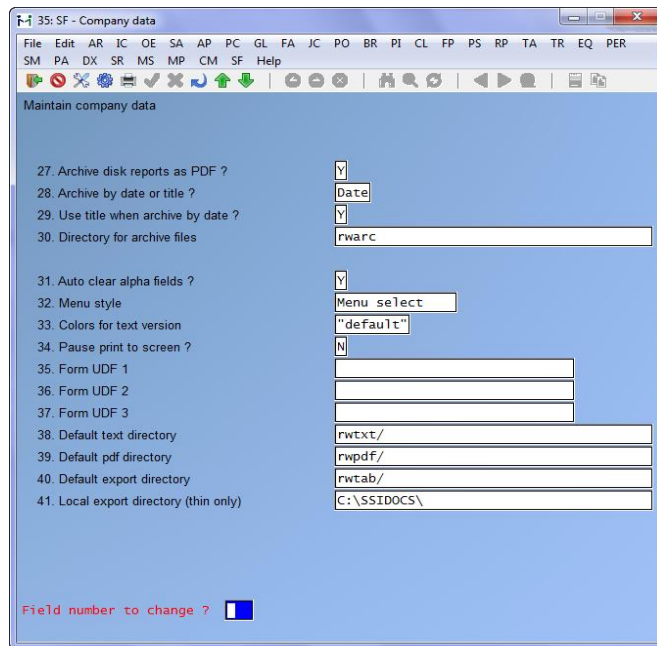 35: SF - Company data
File Edit AR IC OE SA AP PC GL FA JC PO BR PI CL FP PS RP TA TR EQ PER
SM PA DX SR MS MP CM SF Help
Maintain company data
27. Archive disk reports as PDF ? Y
28. Archive by date or title ? Date
29. Use title when archive by date ? Y
30. Directory for archive files rwarc
31. Auto clear alpha fields ? Y
32. Menu style Menu select
33. Colors for text version "default"
34. Pause print to screen ? N
35. Form UDF 1
36. Form UDF 2
37. Form UDF 3
38. Default text directory rwtxt/
39. Default pdf directory rwpdf/
40. Default export directory rwtab/
41. Local export directory (thin only) C:\SSIDOCS\
Field number to change ?